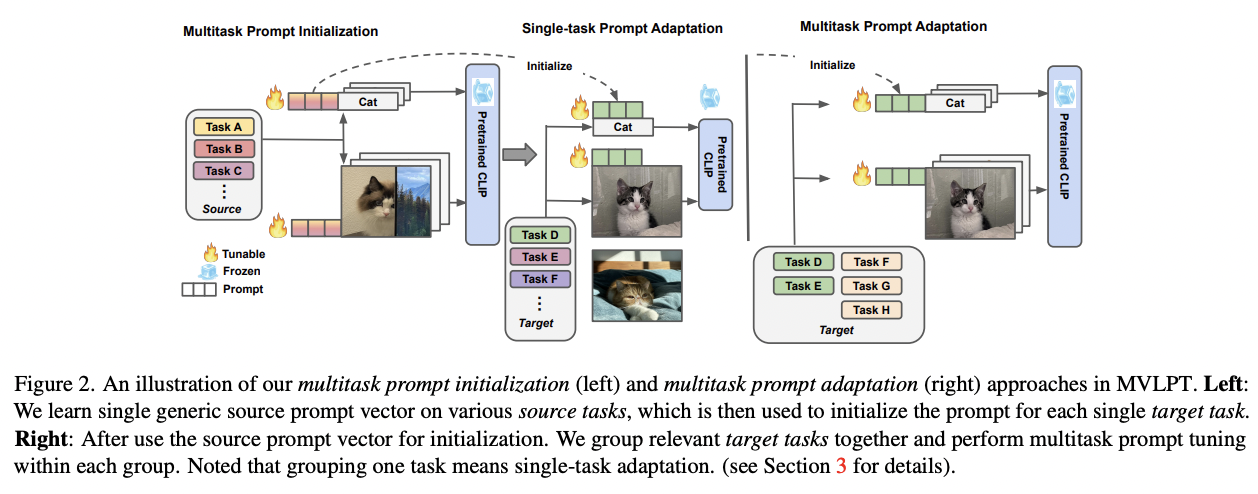 Multitask Prompt Initialization
Single-task Prompt Adaptation
Multitask Prompt Adaptation
Initialize
Initialize
Cat
Task A
Task B
Task C
Source
Pretrained CLIP
Tunable
Frozen
Prompt
Cat
Pretrained
CLIP
Task D
Task E
Task F
Target
Cat
Pretrained CLIP
Task D
Task F
Task E
Task G
Task H
Target
Figure 2. An illustration of our multitask prompt initialization (left) and multitask prompt adaptation (right) approaches in MVLPT. Left:
We learn single generic source prompt vector on various source tasks, which is then used to initialize the prompt for each single target task.
Right: After use the source prompt vector for initialization. We group relevant target tasks together and perform multitask prompt tuning
within each group. Noted that grouping one task means single-task adaptation. (see Section 3 for details).